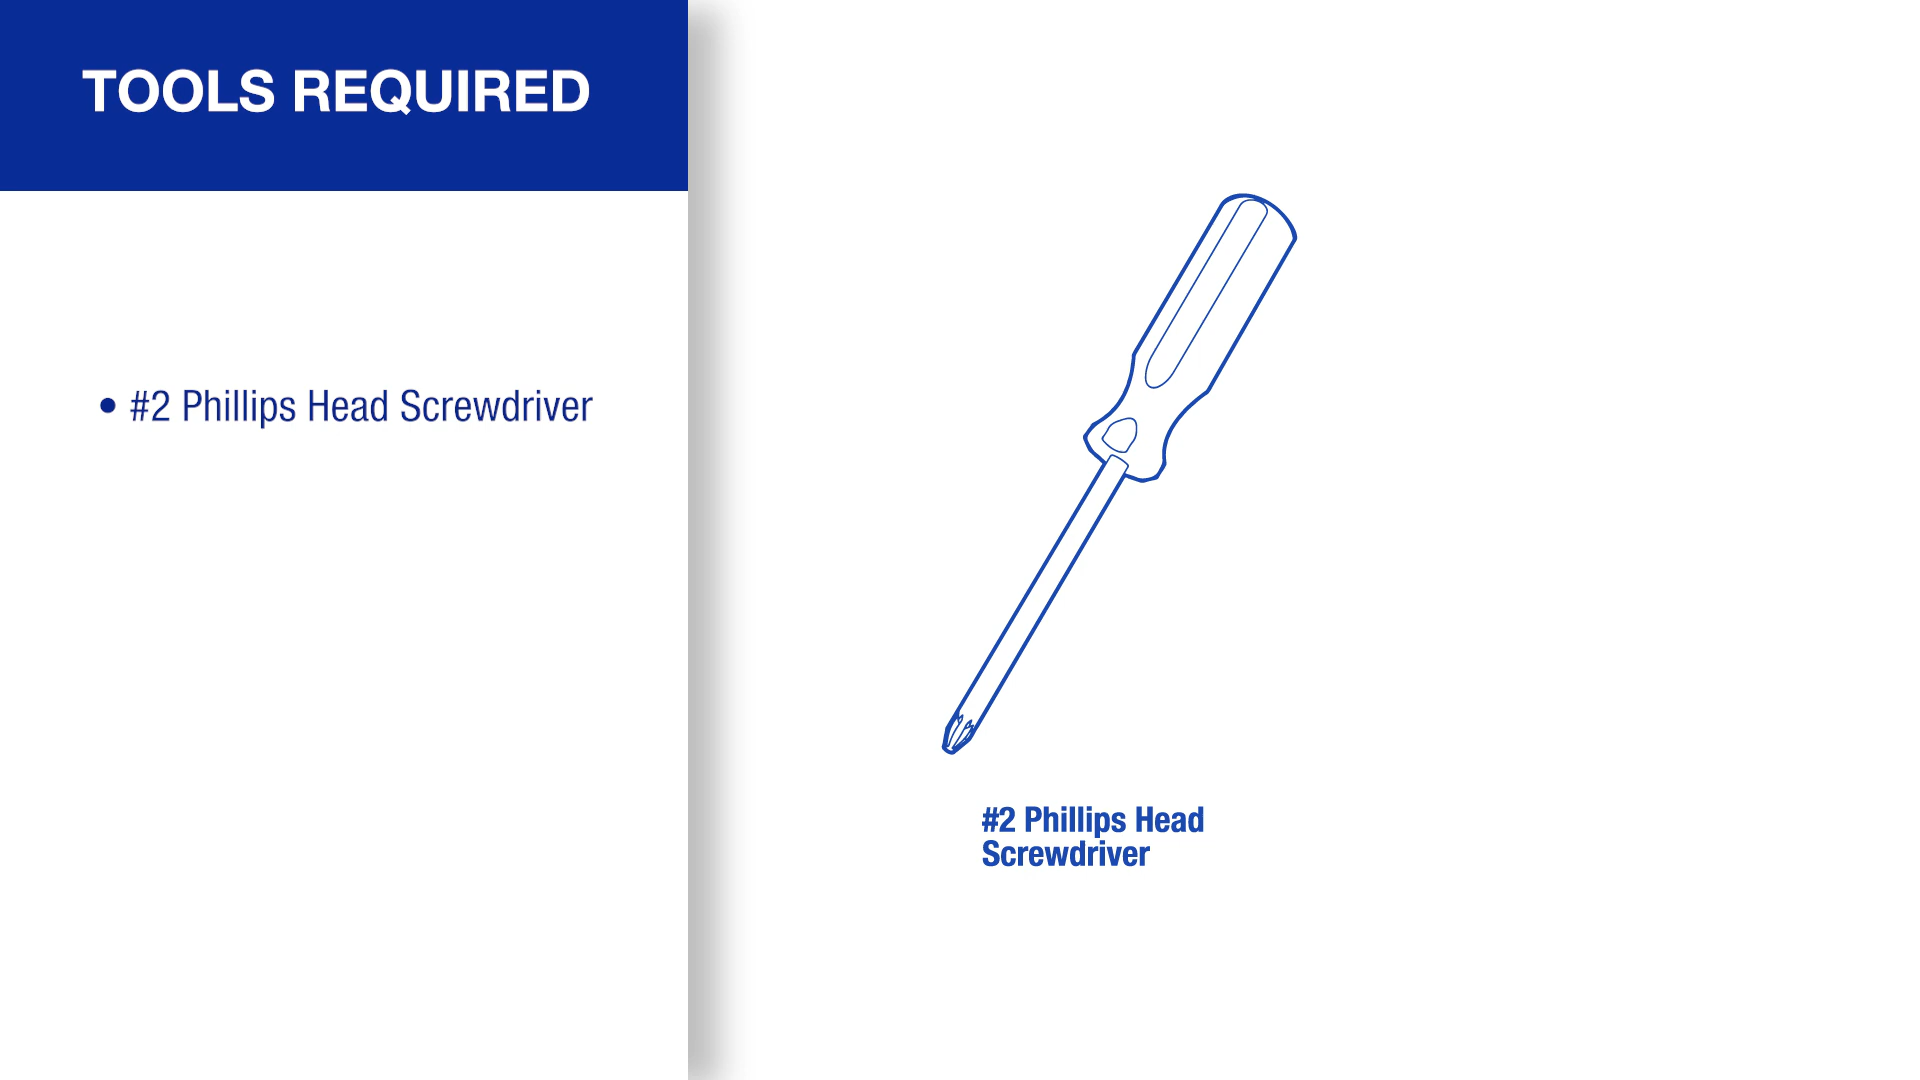 TOOLS REQUIRED
• #2 Phillips Head Screwdriver
#2 Phillips Head
Screwdriver